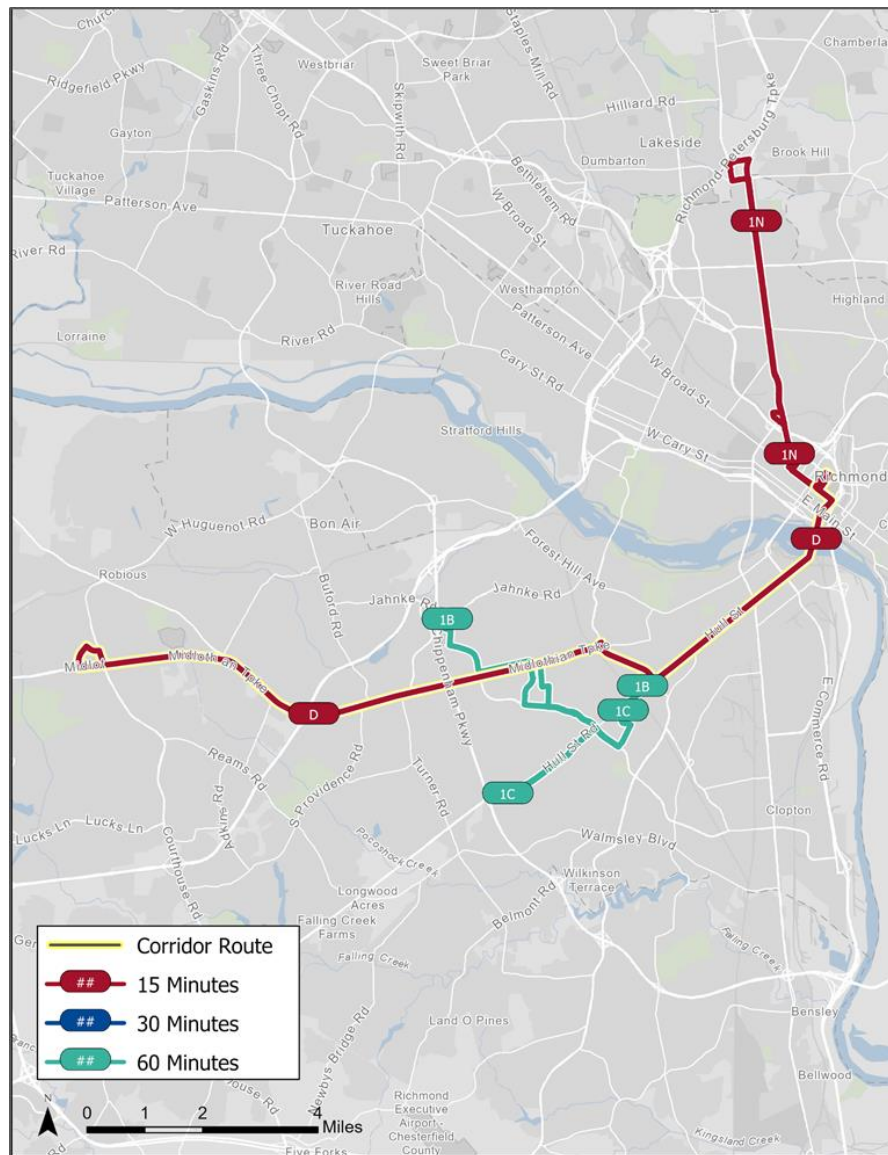 Church
Ridgefield Pkwy
Gaskins Rd
Three Chopt Rd
Westbriar
Skipwith Rd
Sweet Briar
Park
Staples Mill Rd
Chamberla
Hilliard Rd
Lakeside
Richmond-Petersburg Tpke
Gayton
Dumbarton
Brook Hill
Bethlehem Rd
Tuckahoe
Village
Patterson Ave
W Broad St
1N
Tuckahoe
River Rd
River Road
Hills
Westhampton
Highland
Lorraine
River Rd
Patterson Ave
W Broad St
Cary St Rd
Stratford Hills
W Cary St
1N
Richmond
E Main St
W Huguenot Rd
Bon Air
Forest Hill Ave
D
Robious
Buford Rd
Jahnke Rd
Jahnke Rd
1B
Hull St
Chippenham Pkwy
Midlot
Midlothian Tpke
Midlothian Tpke
1B
D
1C
Hull St Rd
E Commerce Rd
Reams Rd
S Providence Rd
Turner Rd
1C
Lucks Ln
Lucks Ln
Adkins Rd
Clopton
Courthouse Rd
Pocoshock Creek
Walmsley Blvd
Longwood
Acres
Wilkinson
Terrace
Belmont Rd
Falling Creek
Farms
Falling Creek
Falling Creek
Corridor Route
## 15 Minutes
## 30 Minutes
## 60 Minutes
Land O Pines
Bensley
Newbys Bridge Rd
Bellwood
N
0 1 2 4
Miles
Richmond
Executive
Airport -
Chesterfield
County
Five Forks
Kingsland Creek